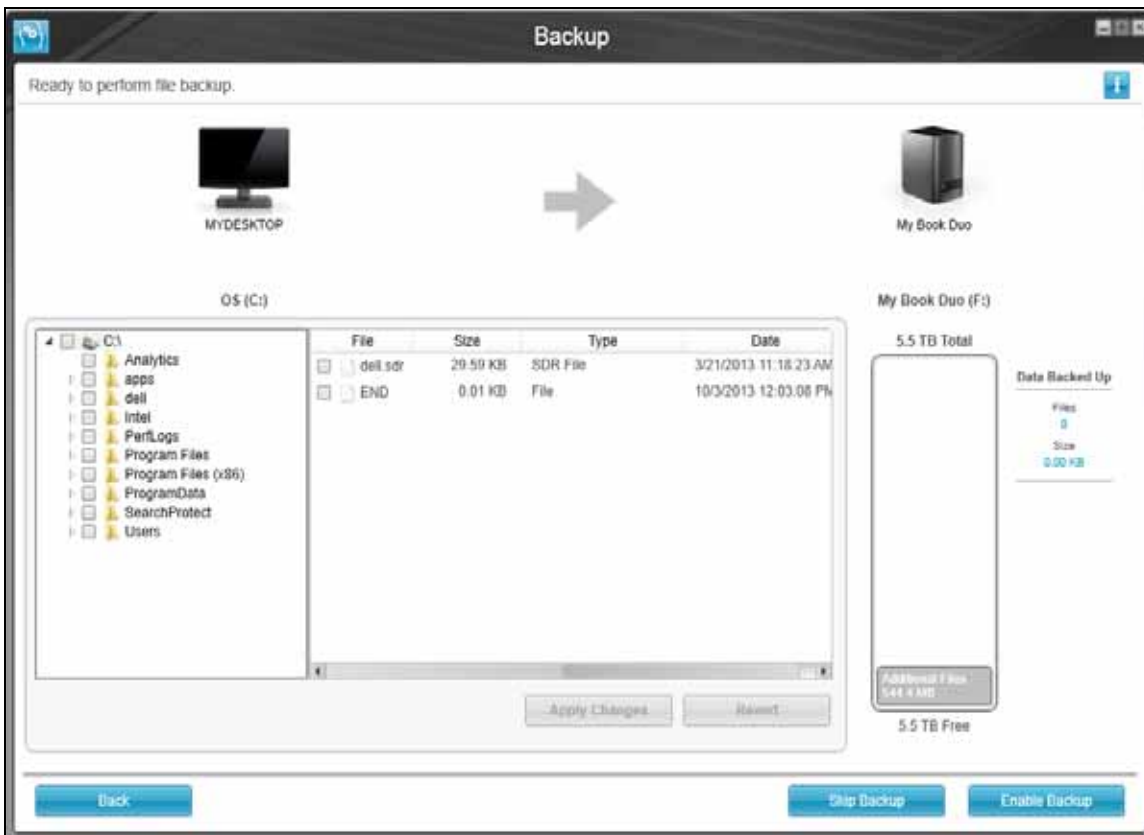 Backup
Ready to perform file backup.
MYDESKTOP
My Book Duo
OS (C:)
My Book Duo (F:)
C:\
Analytics
apps
dell
Intel
PerfLogs
Program Files
Program Files (x86)
ProgramData
SearchProtect
Users
File Size Type Date
dell.sdr 29.59 KB SDR File 3/21/2013 11:18:23 AM
END 0.01 KB File 10/3/2013 12:03:08 PM
Apply Changes
Revert
5.5 TB Total
Additional Files
544.4 MB
5.5 TB Free
Data Backed Up
Files
0
Size
0.00 KB
Back
Skip Backup
Enable Backup